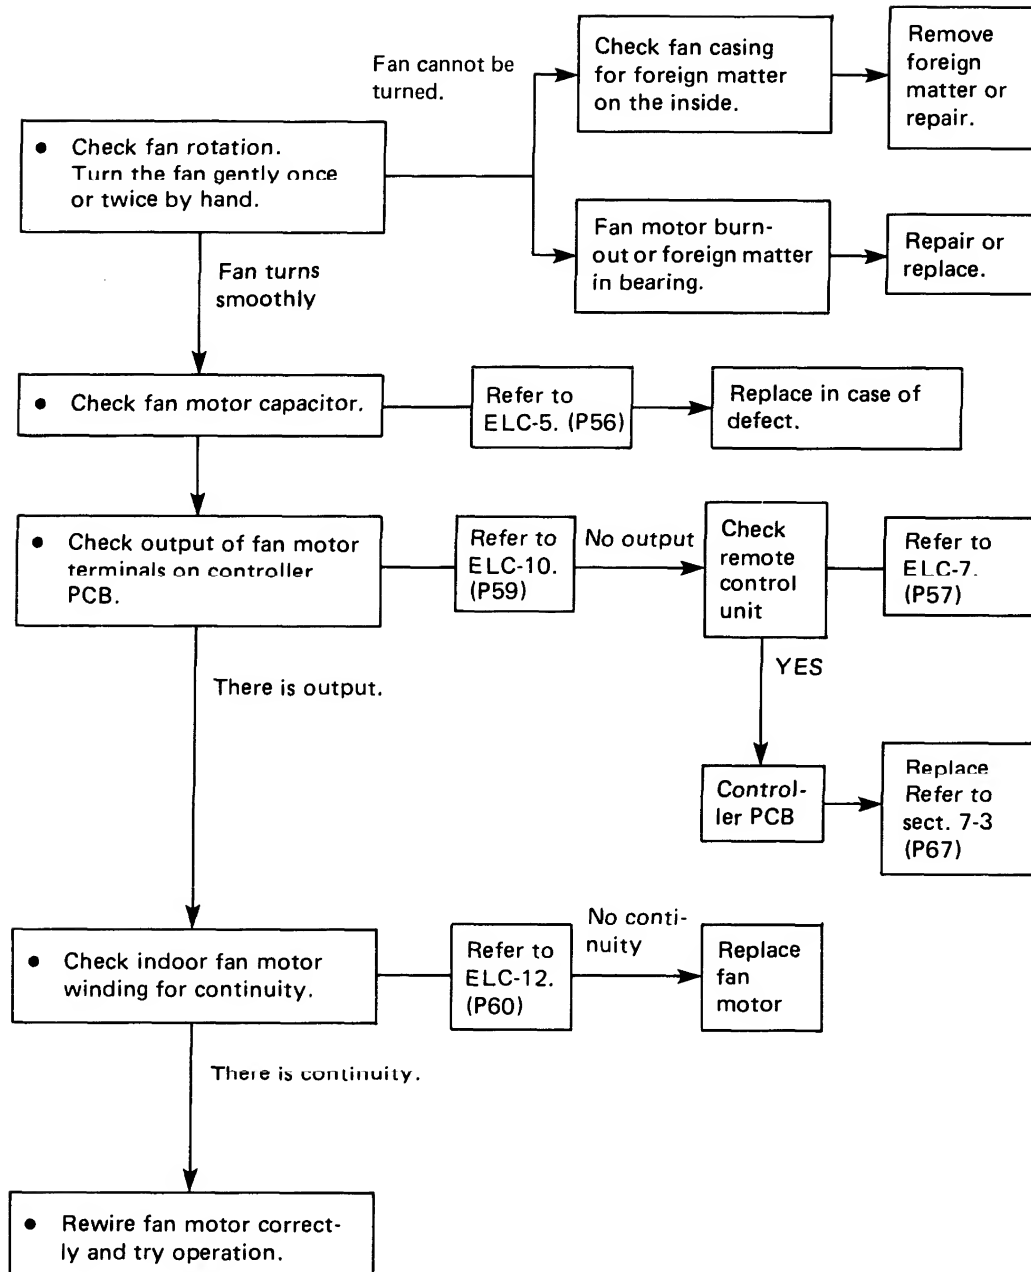 Fan cannot be
turned.
Check fan casing
for foreign matter
on the inside.
Remove
foreign
matter or
repair.
● Check fan rotation.
Turn the fan gently once
or twice by hand.
Fan motor burn-
out or foreign matter
in bearing.
Repair or
replace.
Fan turns
smoothly
● Check fan motor capacitor.
Refer to
ELC-5. (P56)
Replace in case of
defect.
● Check output of fan motor
terminals on controller
PCB.
Refer to
ELC-10.
(P59)
No output
Check
remote
control
unit
Refer to
ELC-7.
(P57)
YES
There is output.
Control-
ler PCB
Replace
Refer to
sect. 7-3
(P67)
● Check indoor fan motor
winding for continuity.
Refer to
ELC-12.
(P60)
No conti-
nuity
Replace
fan
motor
There is continuity.
● Rewire fan motor correct-
ly and try operation.